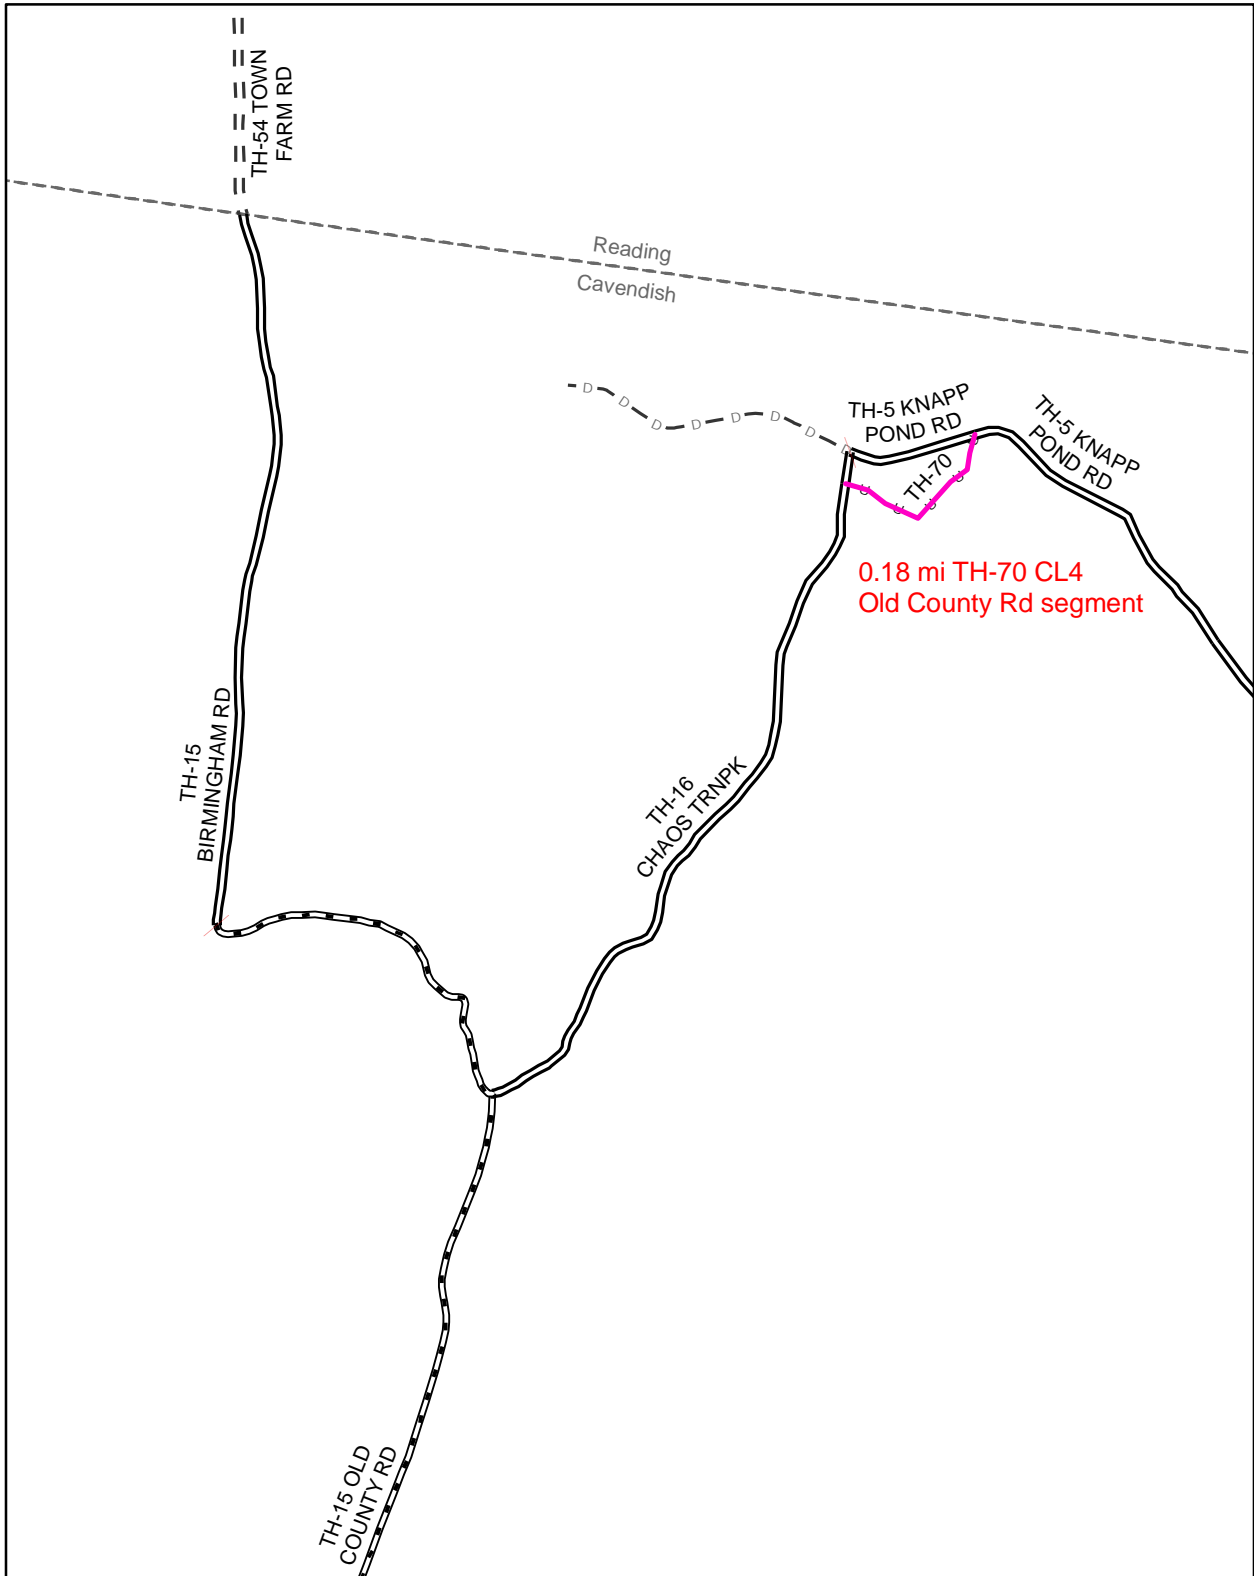 TH-54 TOWN
FARM RD
Reading
Cavendish
D
D
D
D
D
D
D
D
TH-5 KNAPP
POND RD
TH-5 KNAPP
POND RD
TH-70
0.18 mi TH-70 CL4
Old County Rd segment
TH-15
BIRMINGHAM RD
TH-16
CHAOS TRNPK
TH-15 OLD
COUNTY RD